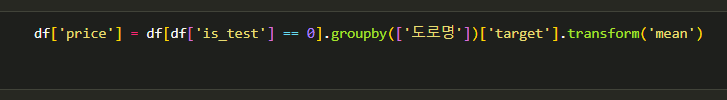 df['price'] = df[df['is_test'] == 0].groupby(['도로명'])['target'].transform('mean')